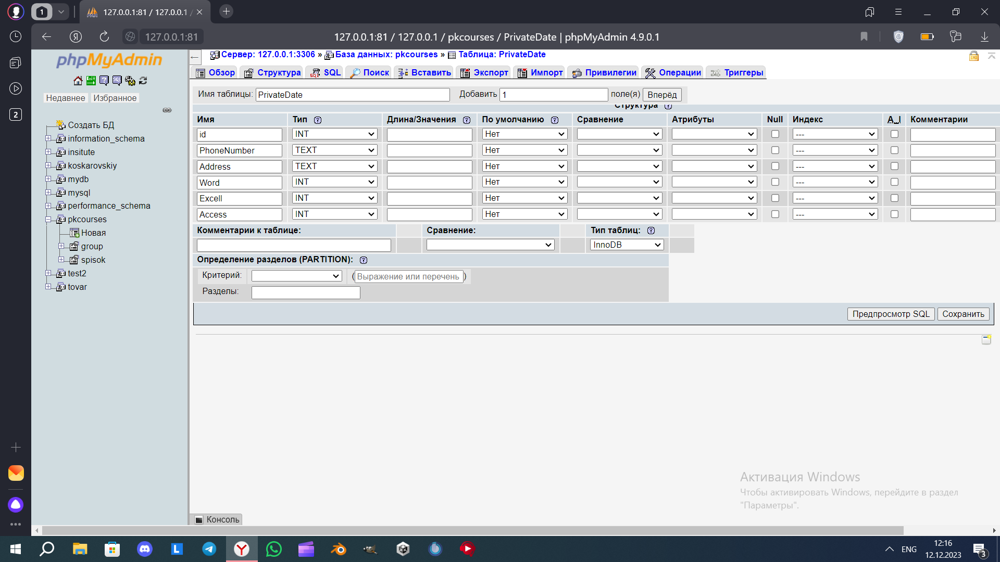 1
127.0.0.1:81 / 127.0.0.1 /
127.0.0.1:81
127.0.0.1:81 / 127.0.0.1 / pkcourses / PrivateDate | phpMyAdmin 4.9.0.1
2
phpMyAdmin
Недавнее Избранное
Создать БД
information_schema
insitute
koskarovskiy
mydb
mysql
performance_schema
pkcourses
Новая
group
spisok
test2
tovar
Сервер: 127.0.0.1:3306 » База данных: pkcourses » Таблица: PrivateDate
Обзор Структура SQL Поиск Вставить Экспорт Импорт Привилегии Операции Триггеры
Имя таблицы: PrivateDate Добавить 1 поле(я) Вперёд
Структура
Имя Тип Длина/Значения По умолчанию Сравнение Атрибуты Null Индекс A_I Комментарии
id INT Нет ---
PhoneNumber TEXT Нет ---
Address TEXT Нет ---
Word INT Нет ---
Excell INT Нет ---
Access INT Нет ---
Комментарии к таблице: Сравнение: Тип таблиц:
InnoDB
Определение разделов (PARTITION):
Критерий: (Выражение или перечень)
Разделы:
Предпросмотр SQL Сохранить
Консоль
Активация Windows
Чтобы активировать Windows, перейдите в раздел
"Параметры".
ENG
12:16
12.12.2023
3